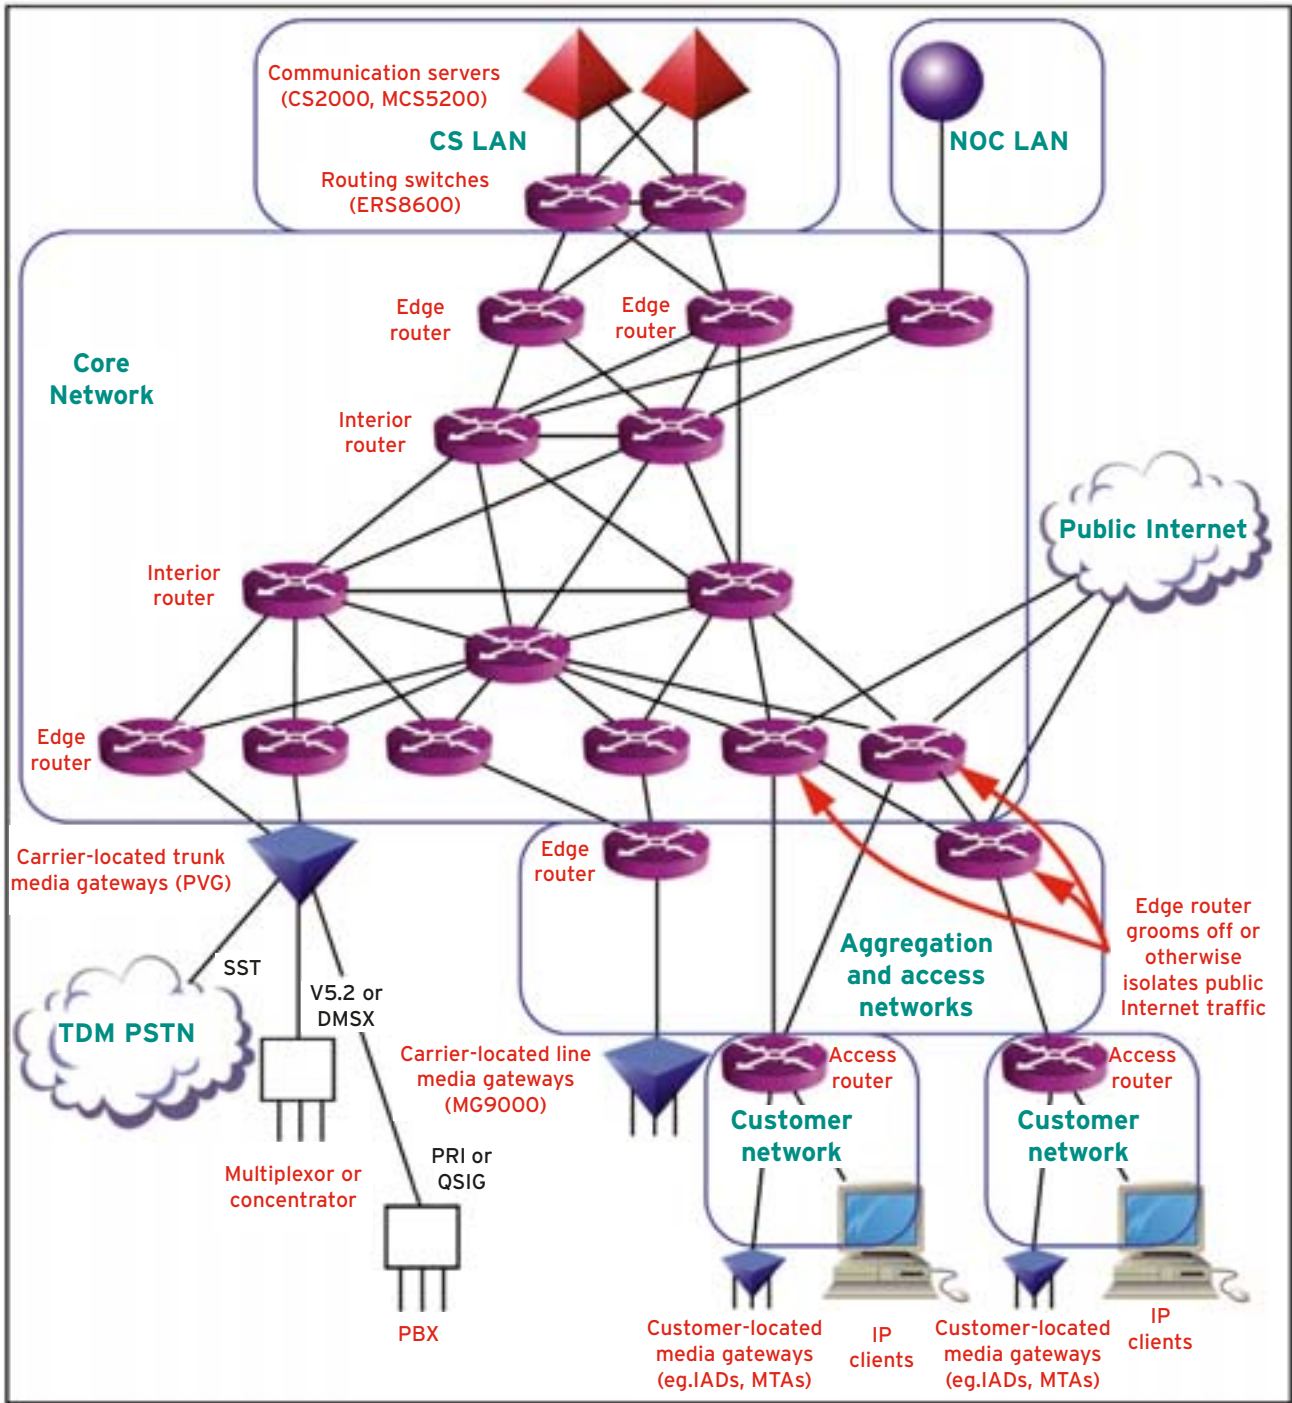 Communication servers
(CS2000, MCS5200)
CS LAN
NOC LAN
Routing switches
(ERS8600)
Edge
router
Edge
router
Core
Network
Interior
router
Public Internet
Interior
router
Edge
router
Carrier-located trunk
media gateways (PVG)
Edge
router
Edge router
grooms off or
otherwise
isolates public
Internet traffic
Aggregation
and access
networks
SST
V5.2 or
DMSX
TDM PSTN
Carrier-located line
media gateways
(MG9000)
Access
router
Access
router
Customer
network
Customer
network
PRI or
QSIG
Multiplexor or
concentrator
PBX
Customer-located
media gateways
(eg.IADs, MTAs)
IP
clients
Customer-located
media gateways
(eg.IADs, MTAs)
IP
clients